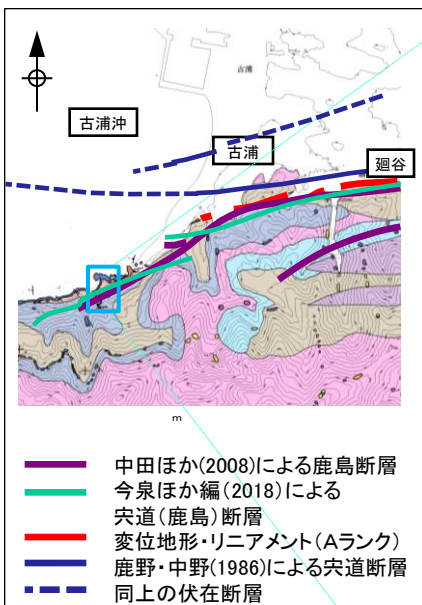 古浦
古浦沖
古浦
廻谷
m
中田ほか(2008)による鹿島断層
今泉ほか編(2018)による
宍道(鹿島)断層
変位地形・リニアメント(Aランク)
鹿野・中野(1986)による宍道断層
同上の伏在断層